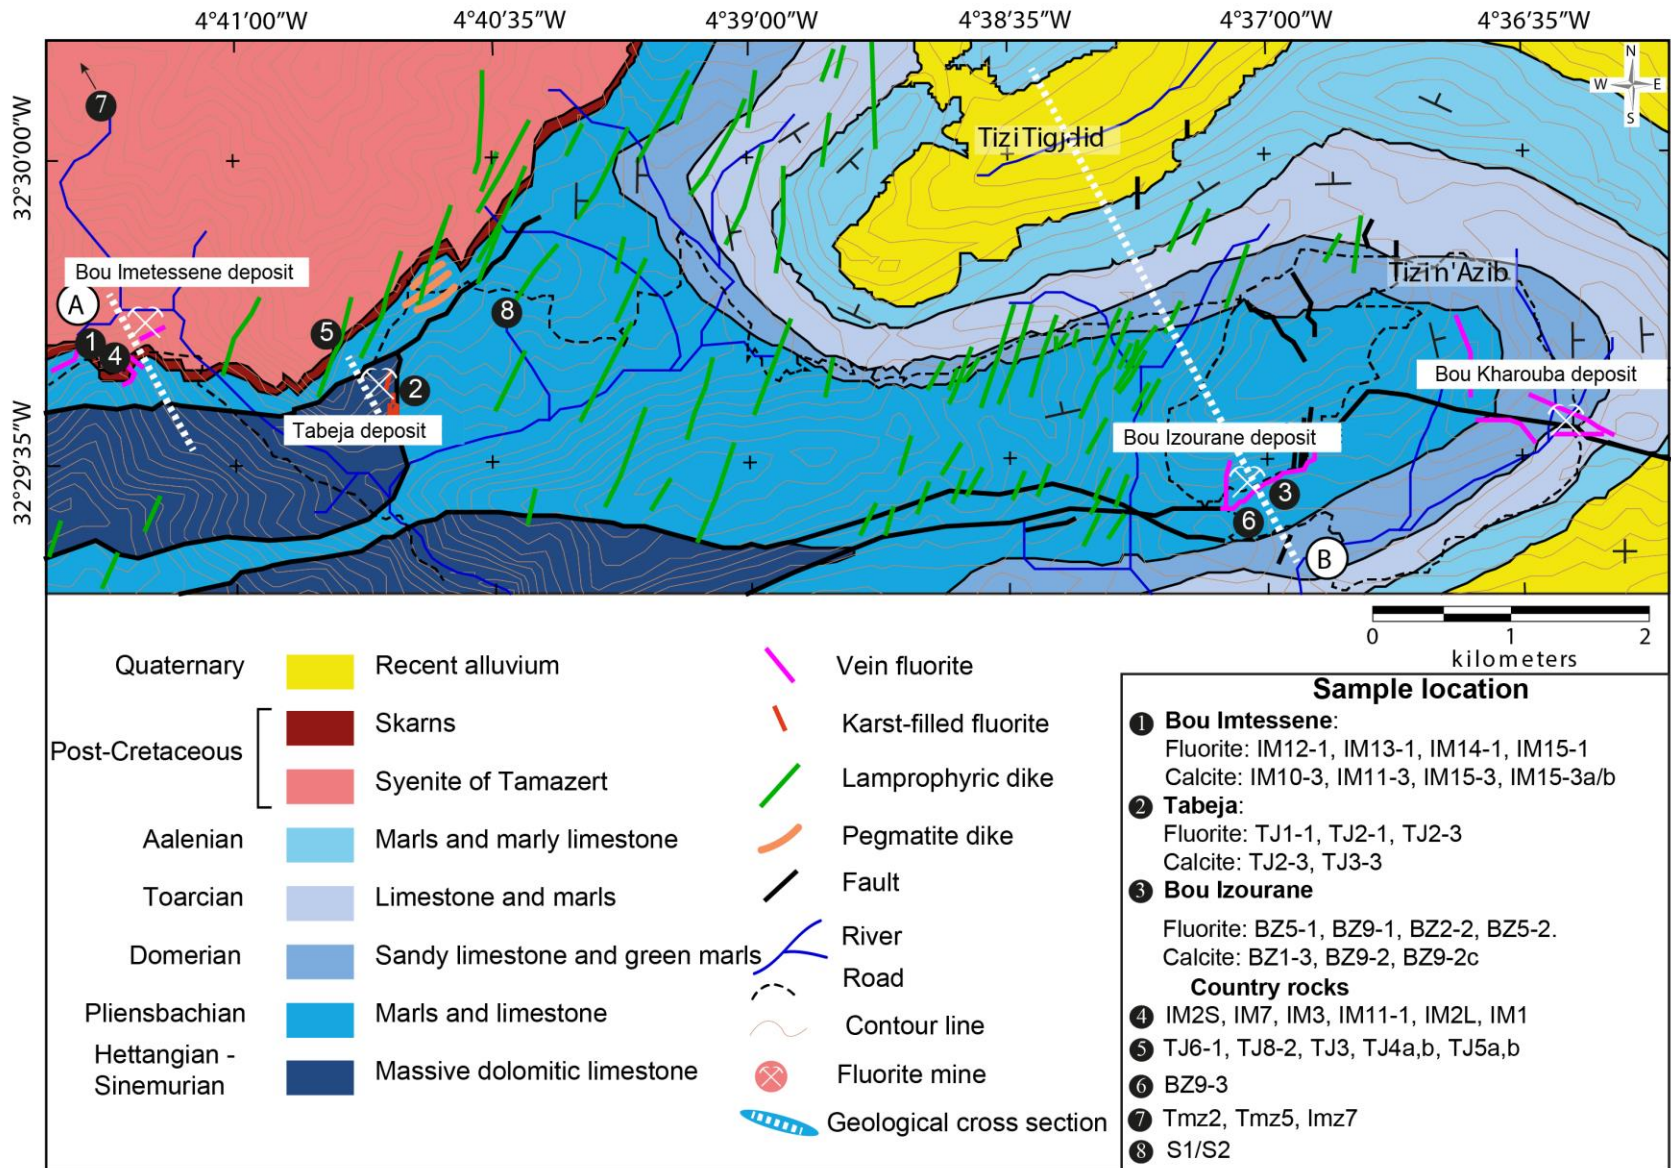 4°41'00"W 4°40'35"W 4°39'00"W 4°38'35"W 4°37'00"W 4°36'35"W
N
W E
S
7
32°30'00"W
Tizi Tigjdid
Tizi n'Azib
Bou Imetessene deposit
A
1
4
5
8
2
Tabeja deposit
Bou Kharouba deposit
Bou Izourane deposit
3
6
B
32°29'35"W
0 1 2
kilometers
Quaternary Recent alluvium
Post-Cretaceous
Skarns
Syenite of Tamazert
Aalenian Marls and marly limestone
Toarcian Limestone and marls
Domerian Sandy limestone and green marls
Pliensbachian Marls and limestone
Hettangian -
Sinemurian
Massive dolomitic limestone
Vein fluorite
Karst-filled fluorite
Lamprophyric dike
Pegmatite dike
Fault
River
Road
Contour line
Fluorite mine
Geological cross section
Sample location
1 Bou Imtessene:
Fluorite: IM12-1, IM13-1, IM14-1, IM15-1
Calcite: IM10-3, IM11-3, IM15-3, IM15-3a/b
2 Tabeja:
Fluorite: TJ1-1, TJ2-1, TJ2-3
Calcite: TJ2-3, TJ3-3
3 Bou Izourane
Fluorite: BZ5-1, BZ9-1, BZ2-2, BZ5-2.
Calcite: BZ1-3, BZ9-2, BZ9-2c
Country rocks
4 IM2S, IM7, IM3, IM11-1, IM2L, IM1
5 TJ6-1, TJ8-2, TJ3, TJ4a,b, TJ5a,b
6 BZ9-3
7 Tmz2, Tmz5, Imz7
8 S1/S2